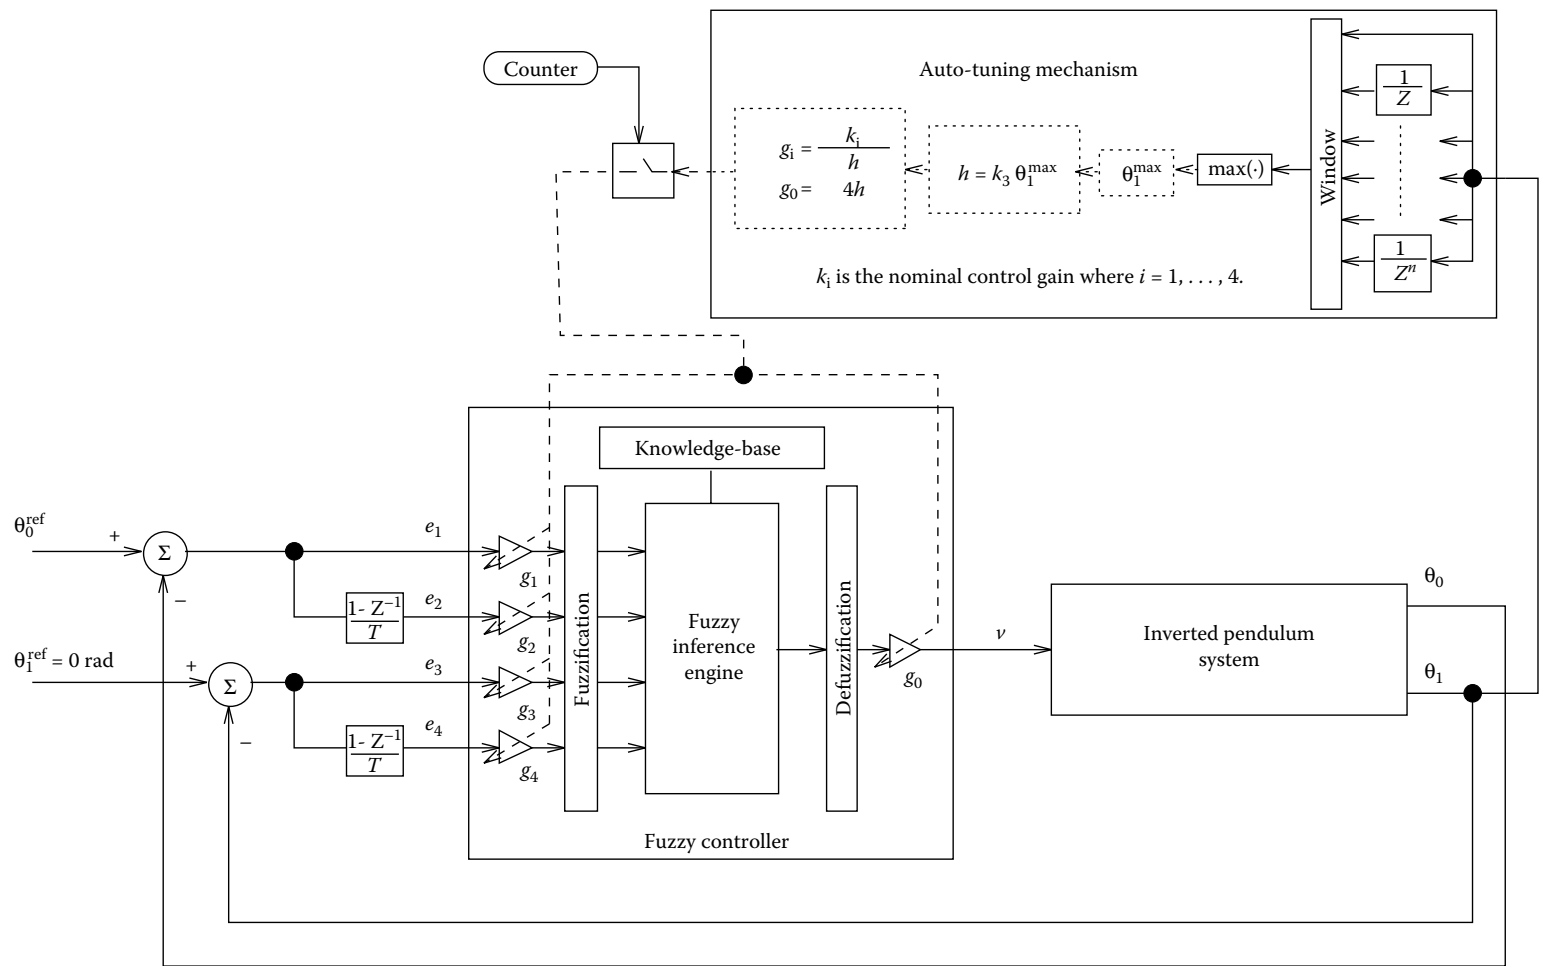 Counter
Auto-tuning mechanism
g_i = k_i / h
g_0 = 4h
h = k_3 θ_1^max
θ_1^max
max(·)
Window
1 / Z
1 / Z^n
k_i is the nominal control gain where i = 1, . . . , 4.
Knowledge-base
θ_0^ref
+
Σ
−
e_1
g_1
1- Z^−1 / T
e_2
g_2
θ_1^ref = 0 rad
+
Σ
−
e_3
g_3
1- Z^−1 / T
e_4
g_4
Fuzzification
Fuzzy
inference
engine
Defuzzification
g_0
v
Inverted pendulum
system
θ_0
θ_1
Fuzzy controller